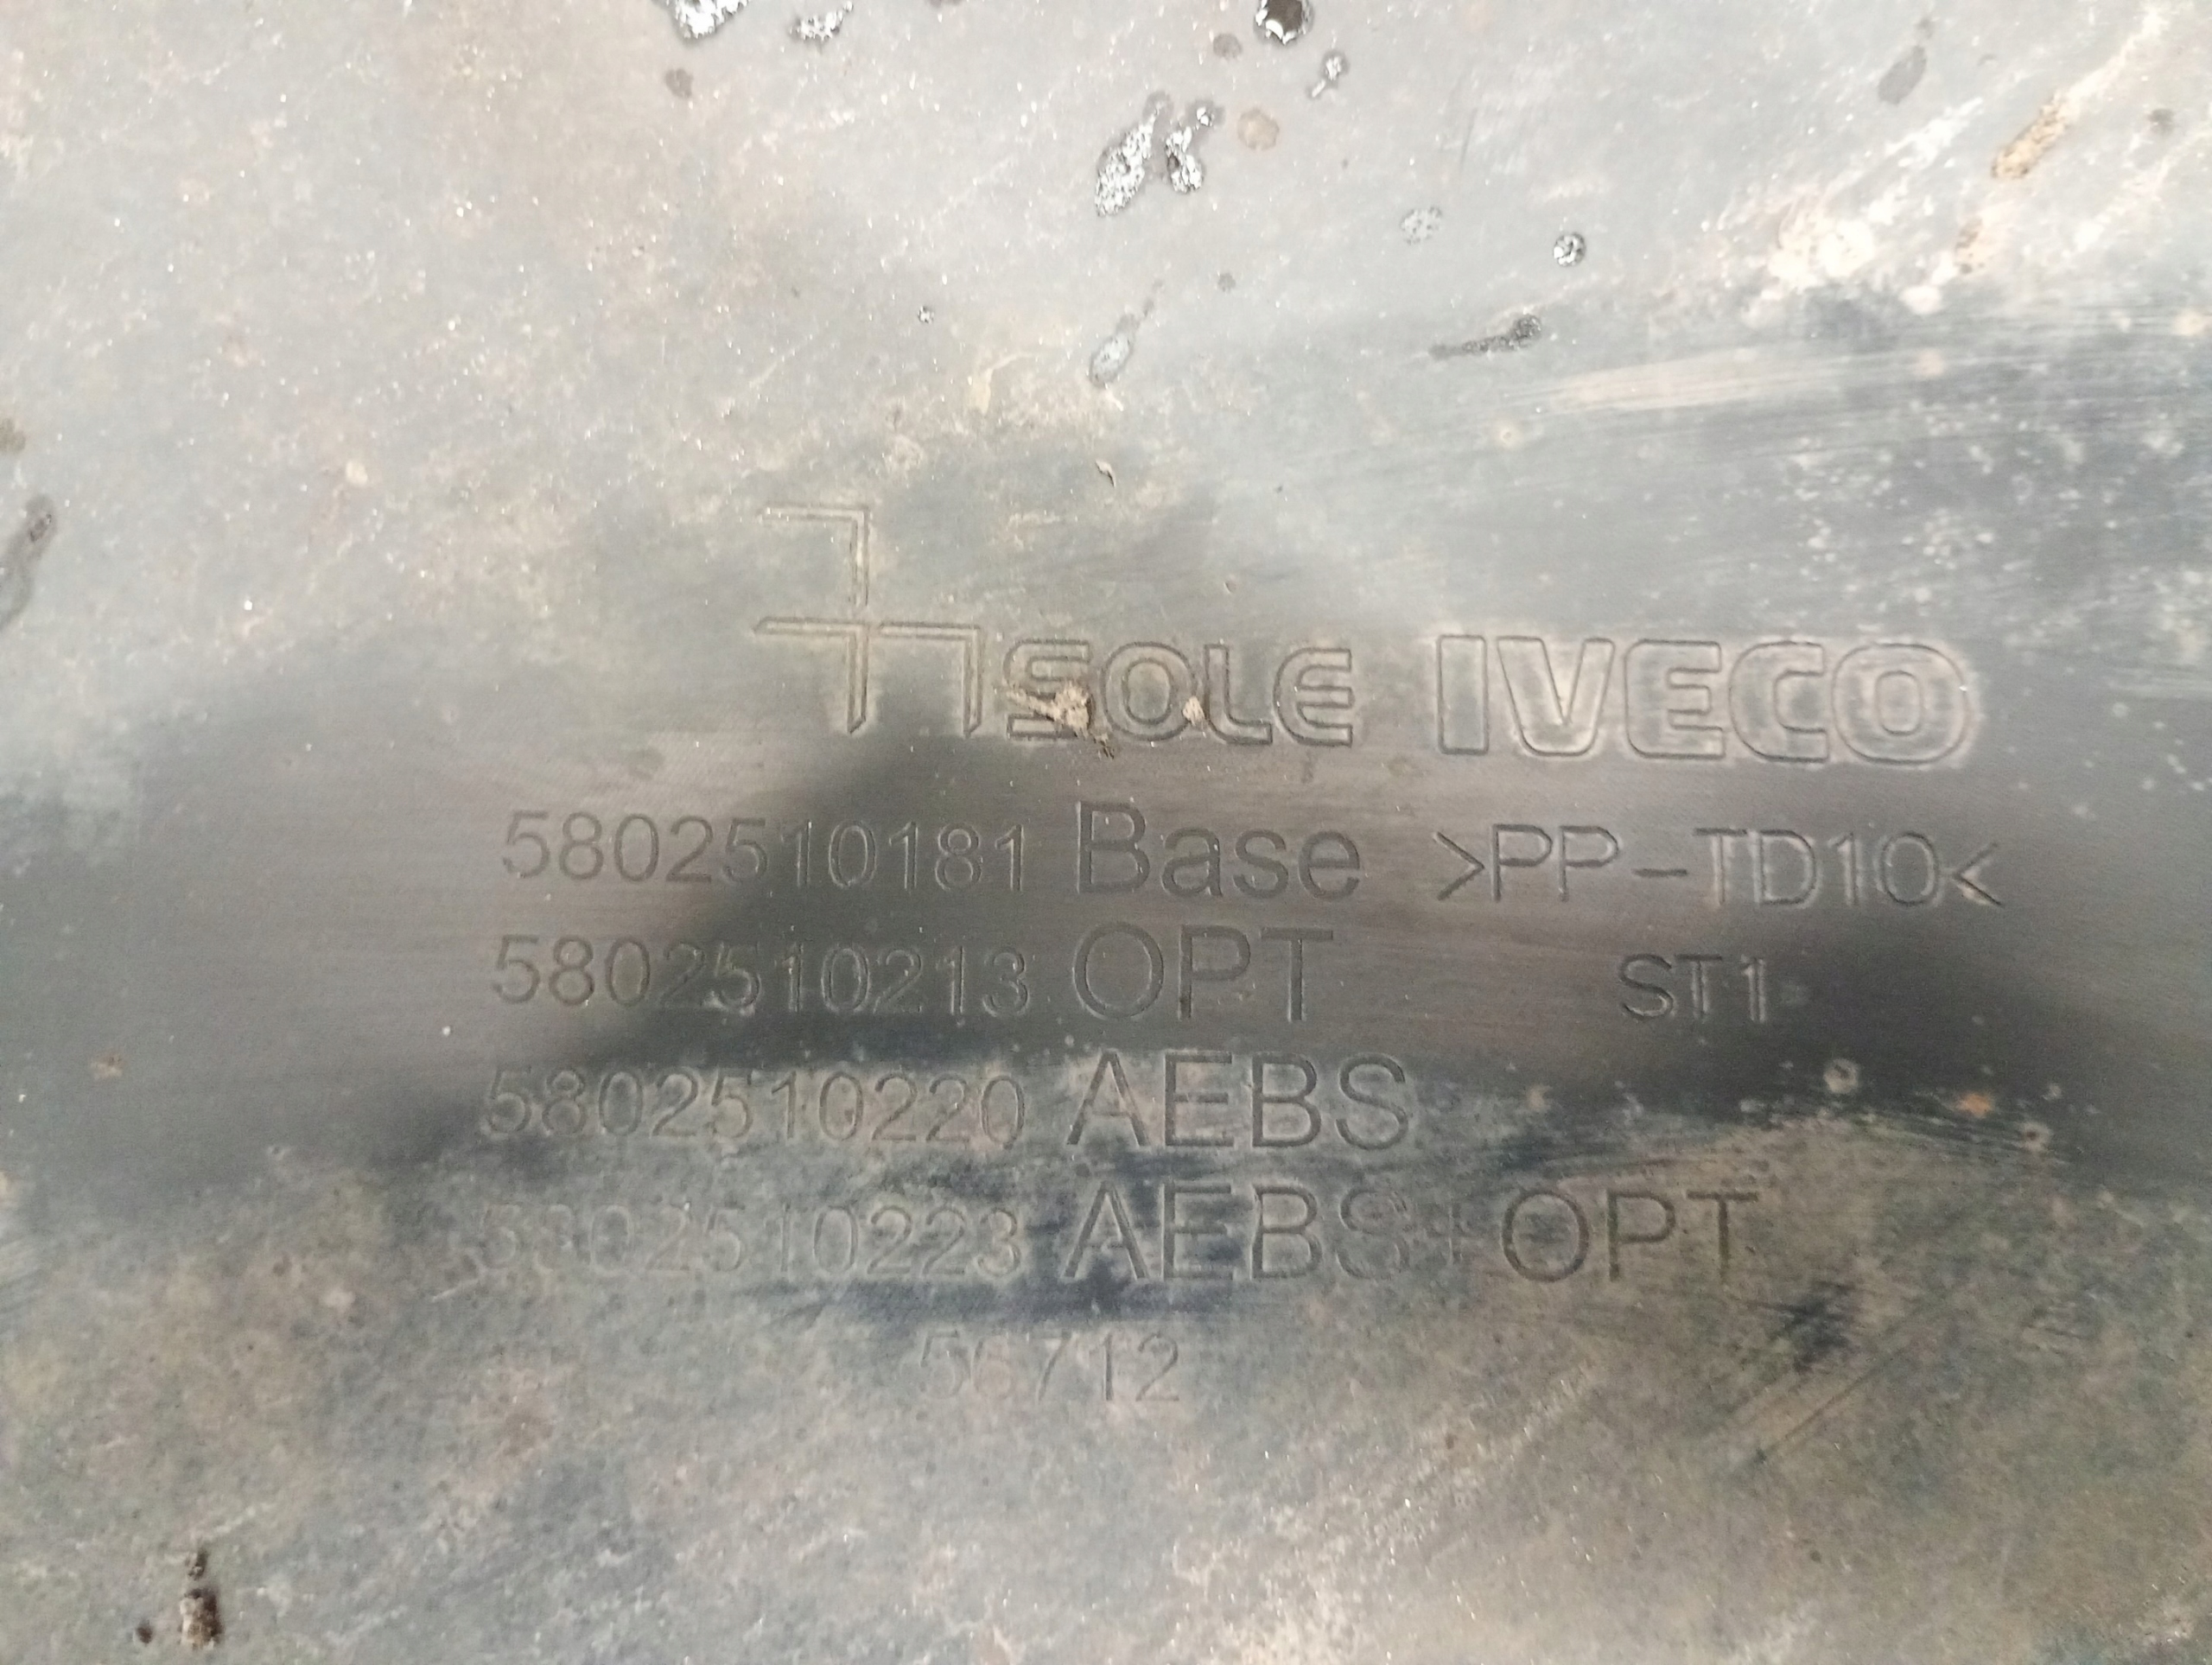 SOLE IVECO
5802510181 Base >PP-TD10<
5802510213 OPT ST1
5802510220 AEBS
5802510223 AEBS+OPT
56712